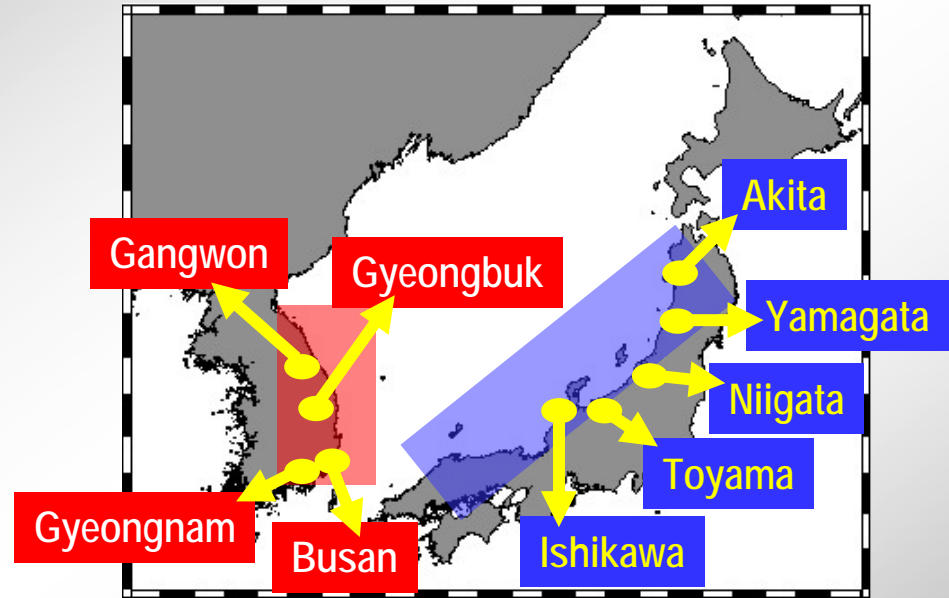 Akita
Gangwon
Gyeongbuk
Yamagata
Niigata
Toyama
Gyeongnam
Busan
Ishikawa